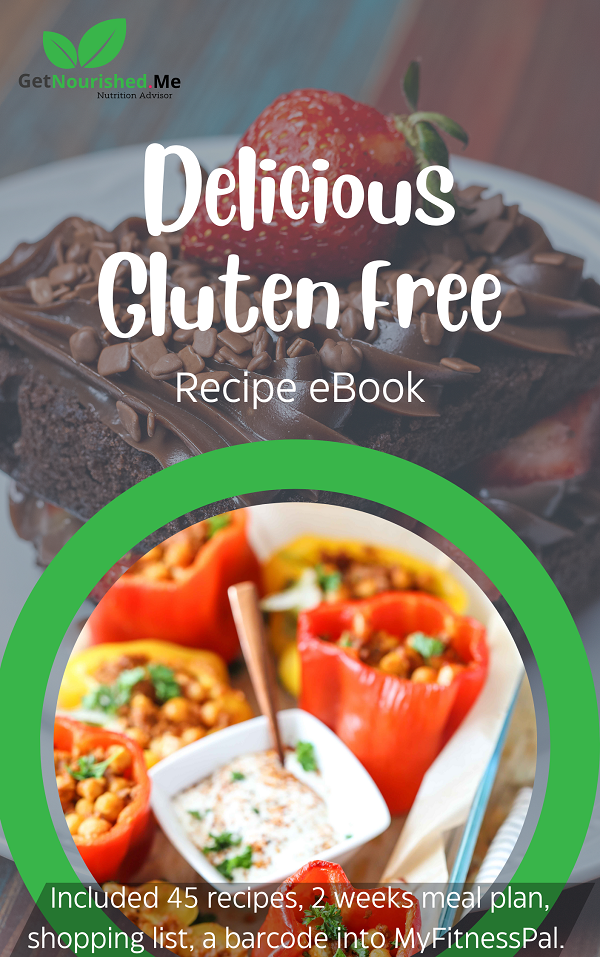 GetNourished.Me
Nutrition Advisor
Delicious
Gluten Free
Recipe eBook
Included 45 recipes, 2 weeks meal plan,
shopping list, a barcode into MyFitnessPal.